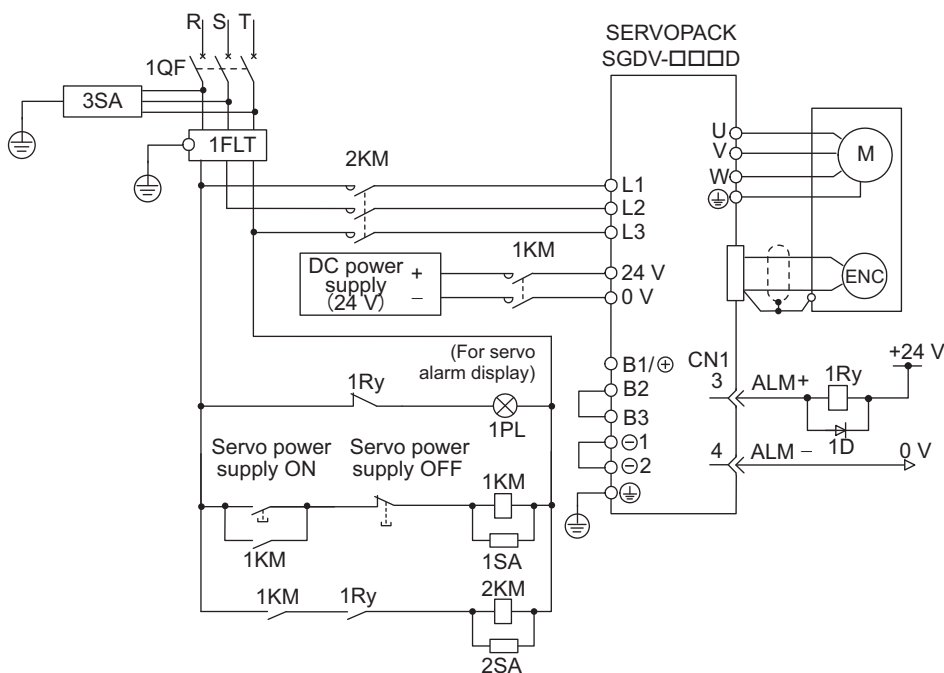 R S T
1QF
3SA
1FLT
2KM
SERVOPACK
SGDV-□□□D
U
V
W
M
L1
L2
L3
1KM
DC power
supply
(24 V)
+
−
24 V
0 V
ENC
(For servo
alarm display)
1Ry
1PL
B1/⊕
B2
B3
⊖1
⊖2
CN1
3
ALM+
1Ry
+24 V
1D
4
ALM −
0 V
Servo power
supply ON
Servo power
supply OFF
1KM
1KM
1SA
1KM
1Ry
2KM
2SA